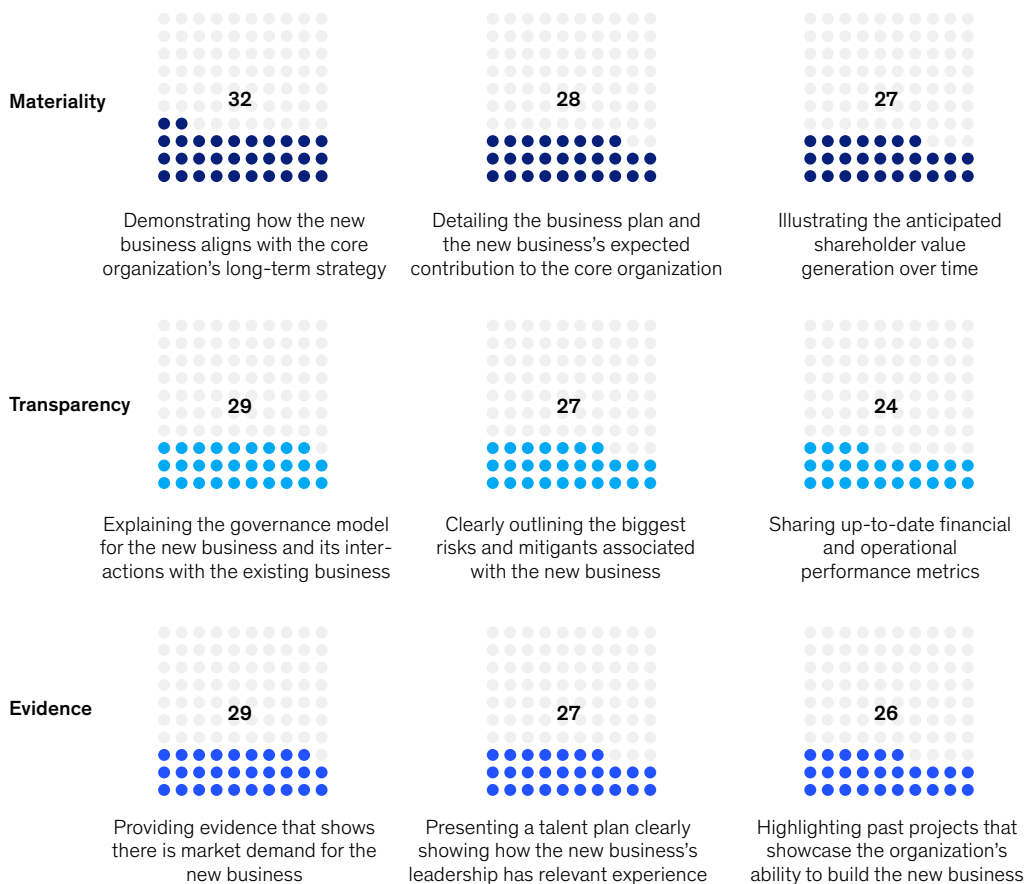 Materiality
32
28
27
Demonstrating how the new
business aligns with the core
organization’s long-term strategy
Detailing the business plan and
the new business’s expected
contribution to the core organization
Illustrating the anticipated
shareholder value
generation over time
Transparency
29
27
24
Explaining the governance model
for the new business and its inter-
actions with the existing business
Clearly outlining the biggest
risks and mitigants associated
with the new business
Sharing up-to-date financial
and operational
performance metrics
Evidence
29
27
26
Providing evidence that shows
there is market demand for the
new business
Presenting a talent plan clearly
showing how the new business’s
leadership has relevant experience
Highlighting past projects that
showcase the organization’s
ability to build the new business